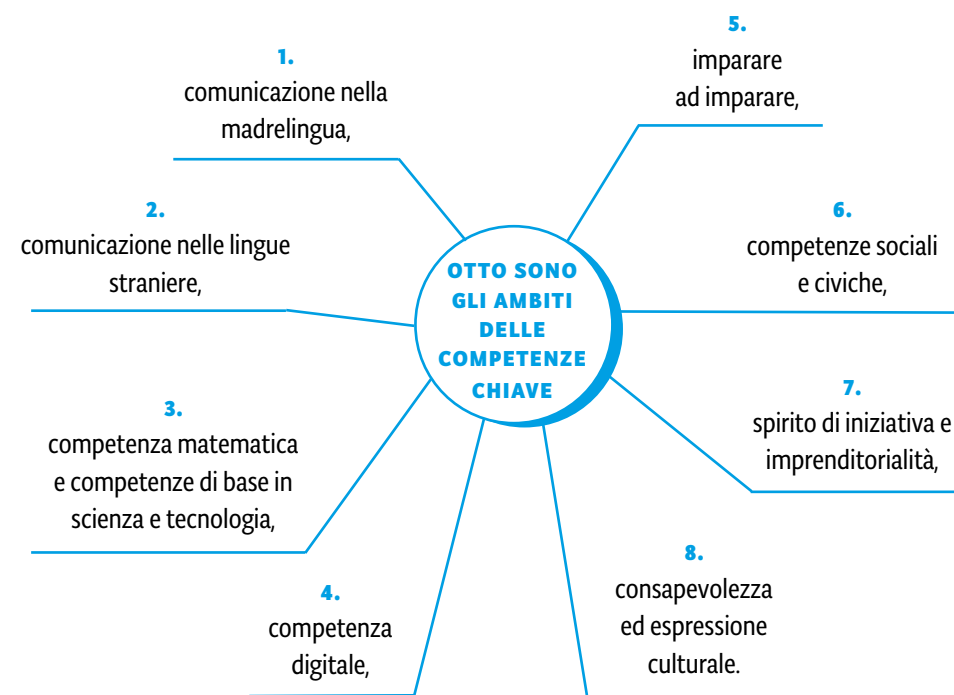 OTTO SONO
GLI AMBITI
DELLE
COMPETENZE
CHIAVE
1.
comunicazione nella
madrelingua,
2.
comunicazione nelle lingue
straniere,
3.
competenza matematica
e competenze di base in
scienza e tecnologia,
4.
competenza
digitale,
5.
imparare
ad imparare,
6.
competenze sociali
e civiche,
7.
spirito di iniziativa e
imprenditorialità,
8.
consapevolezza
ed espressione
culturale.